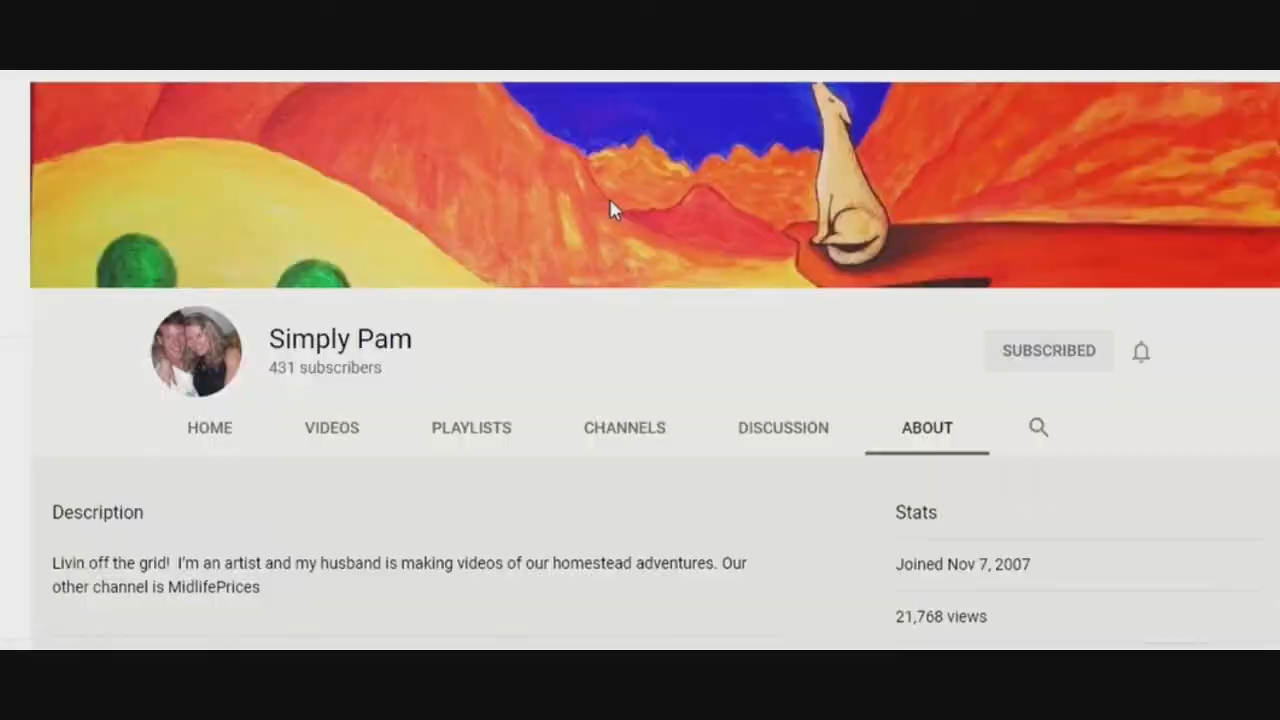 Simply Pam
431 subscribers
SUBSCRIBED
HOME VIDEOS PLAYLISTS CHANNELS DISCUSSION ABOUT
Description
Livin off the grid! I'm an artist and my husband is making videos of our homestead adventures. Our
other channel is MidlifePrices
Stats
Joined Nov 7, 2007
21,768 views